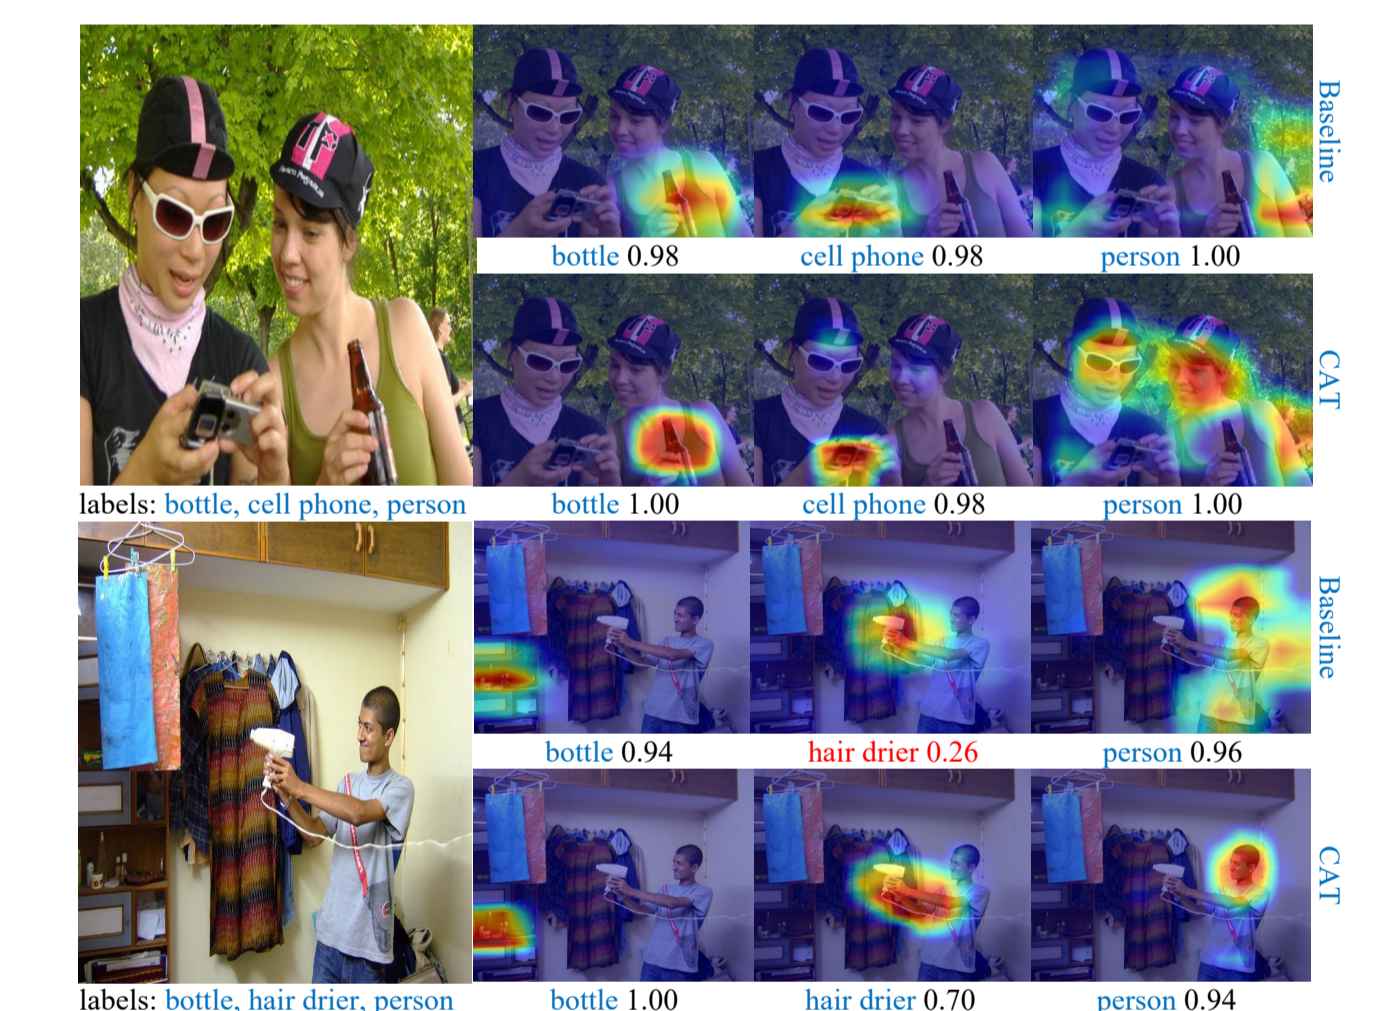 Baseline
bottle 0.98
cell phone 0.98
person 1.00
CAT
labels: bottle, cell phone, person
bottle 1.00
cell phone 0.98
person 1.00
Baseline
bottle 0.94
hair drier 0.26
person 0.96
CAT
labels: bottle, hair drier, person
bottle 1.00
hair drier 0.70
person 0.94